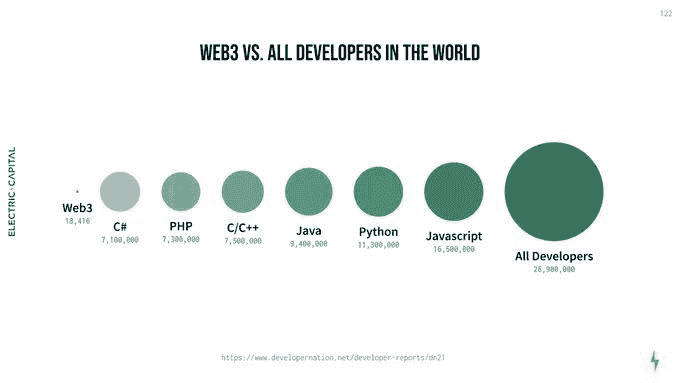 122
WEB3 VS. ALL DEVELOPERS IN THE WORLD
ELECTRIC CAPITAL
Web3
18,416
C#
7,100,000
PHP
7,300,000
C/C++
7,500,000
Java
9,400,000
Python
11,300,000
Javascript
16,500,000
All Developers
26,900,000
https://www.developernation.net/developer-reports/dn21